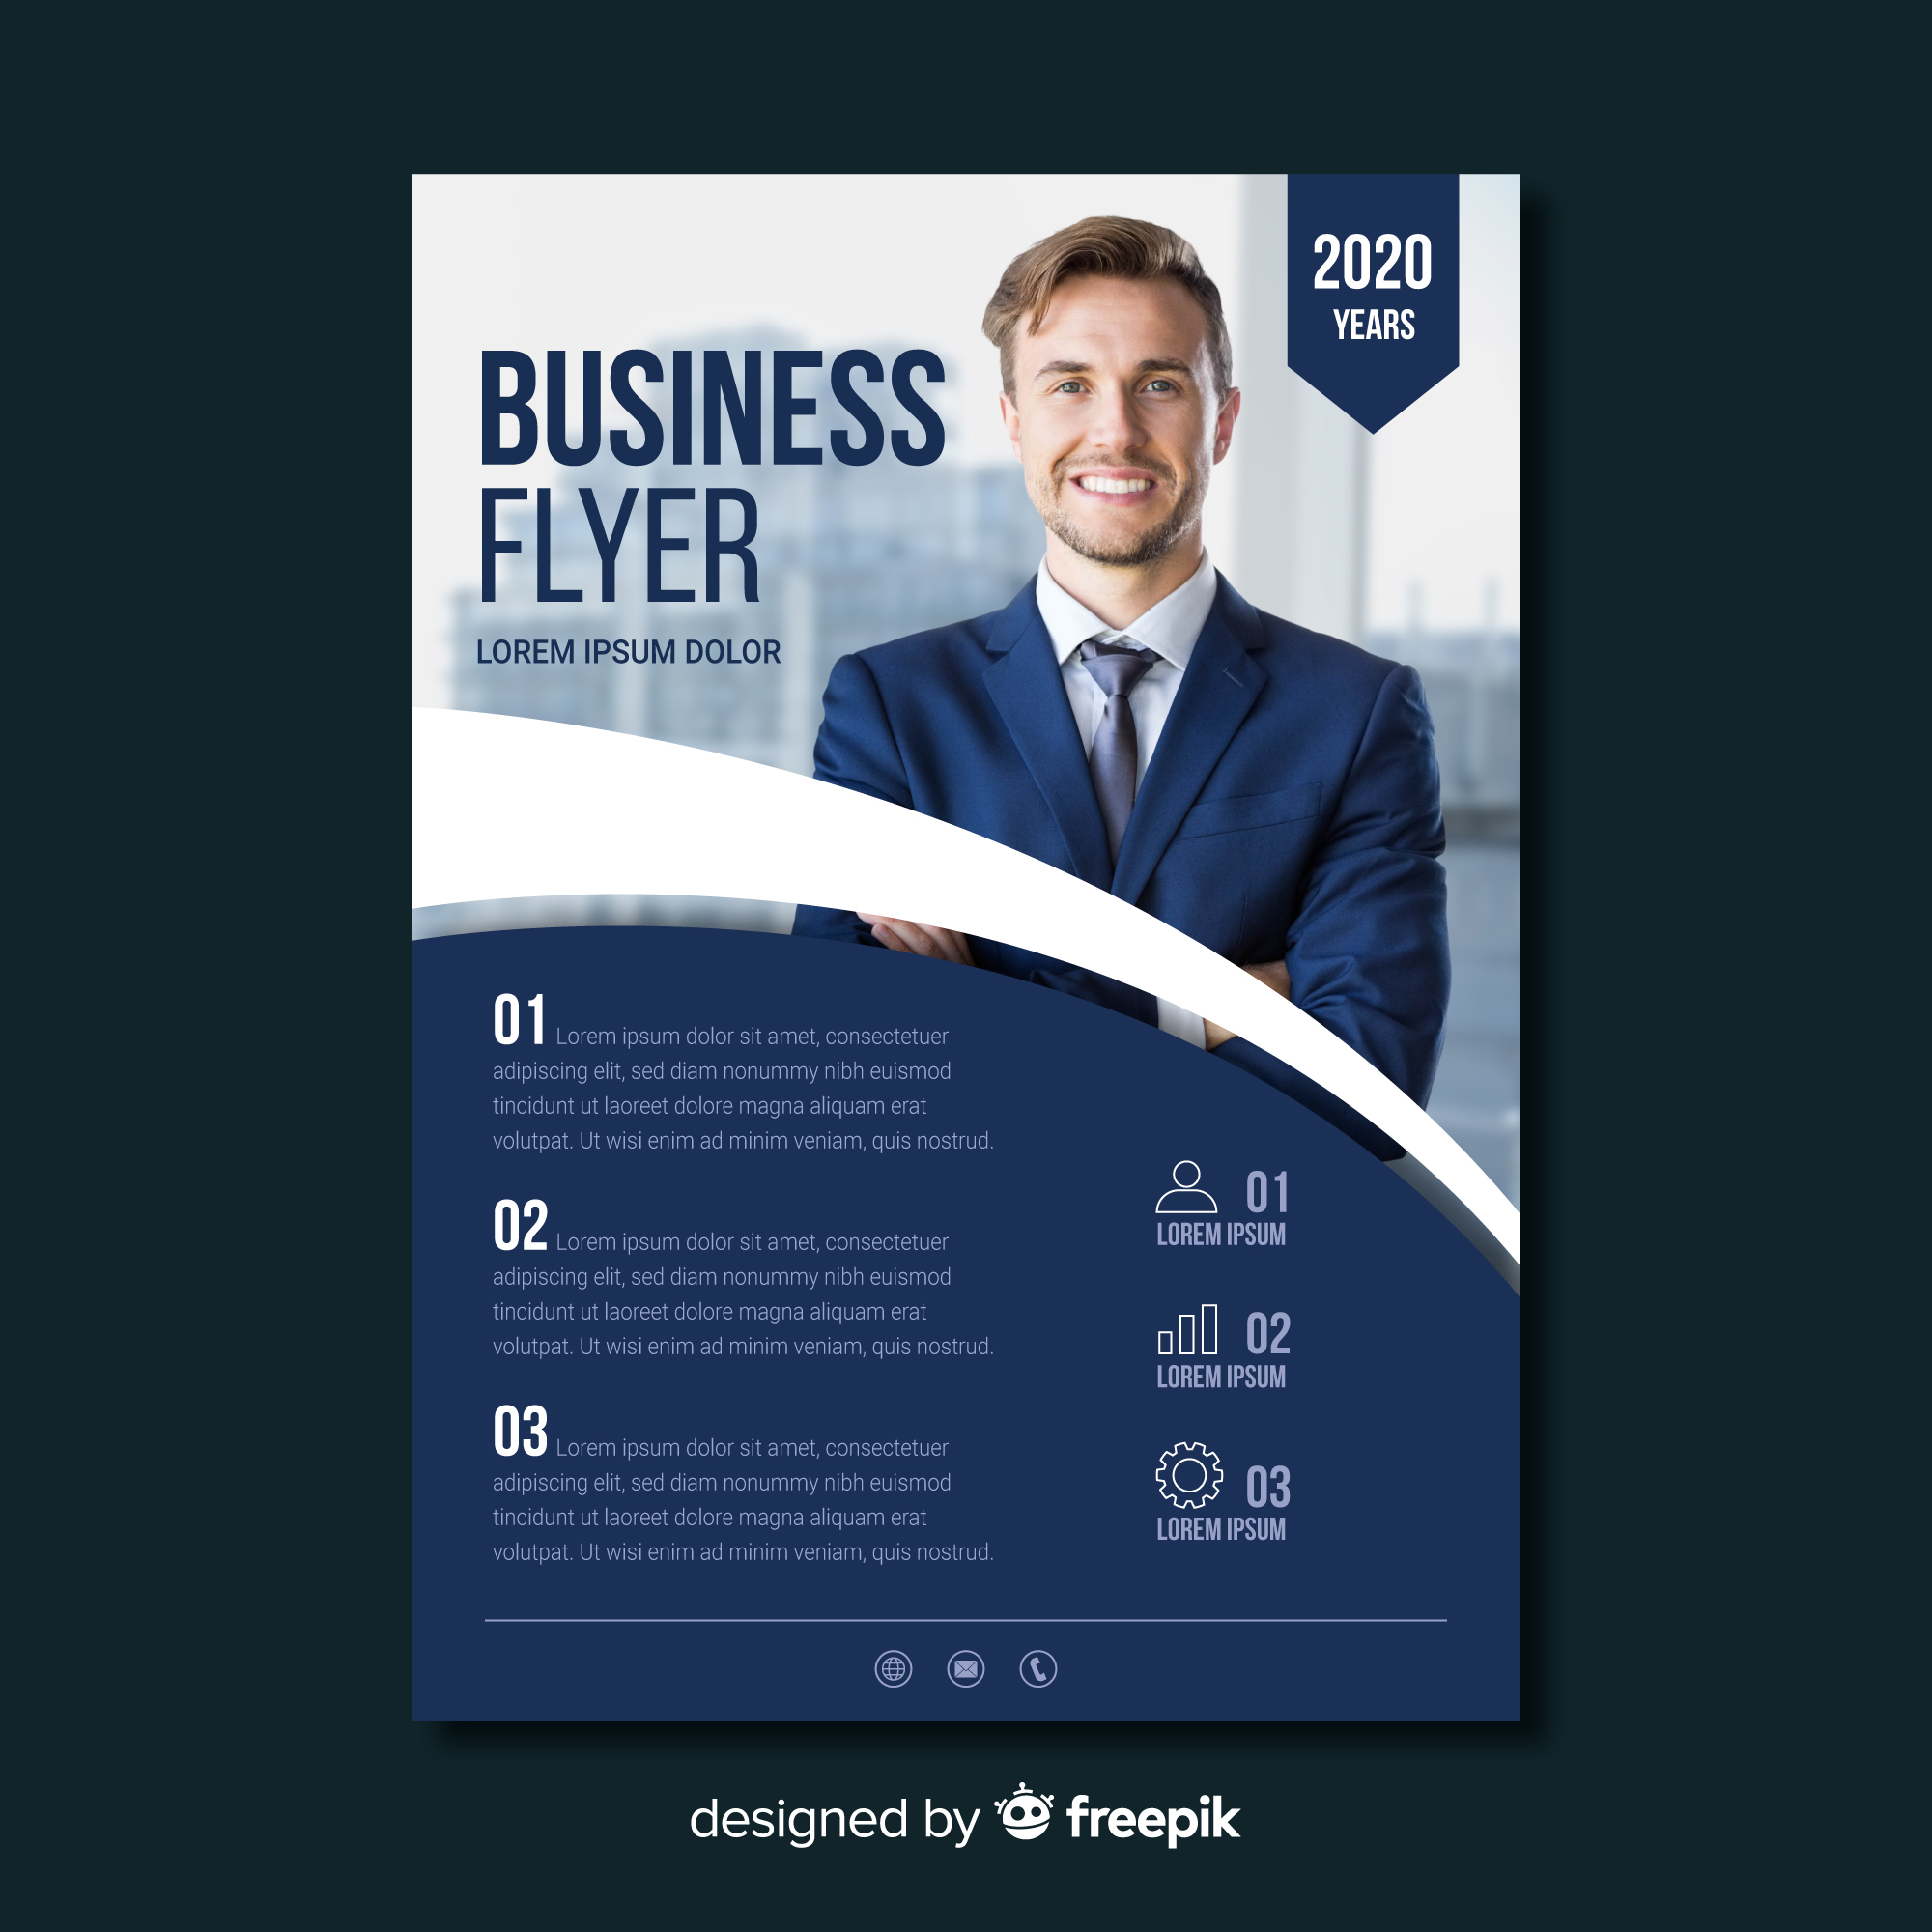 2020
YEARS
BUSINESS
FLYER
LOREM IPSUM DOLOR
01 Lorem ipsum dolor sit amet, consectetuer
adipiscing elit, sed diam nonummy nibh euismod
tincidunt ut laoreet dolore magna aliquam erat
volutpat. Ut wisi enim ad minim veniam, quis nostrud.
02 Lorem ipsum dolor sit amet, consectetuer
adipiscing elit, sed diam nonummy nibh euismod
tincidunt ut laoreet dolore magna aliquam erat
volutpat. Ut wisi enim ad minim veniam, quis nostrud.
03 Lorem ipsum dolor sit amet, consectetuer
adipiscing elit, sed diam nonummy nibh euismod
tincidunt ut laoreet dolore magna aliquam erat
volutpat. Ut wisi enim ad minim veniam, quis nostrud.
01
LOREM IPSUM
02
LOREM IPSUM
03
LOREM IPSUM
designed by freepik